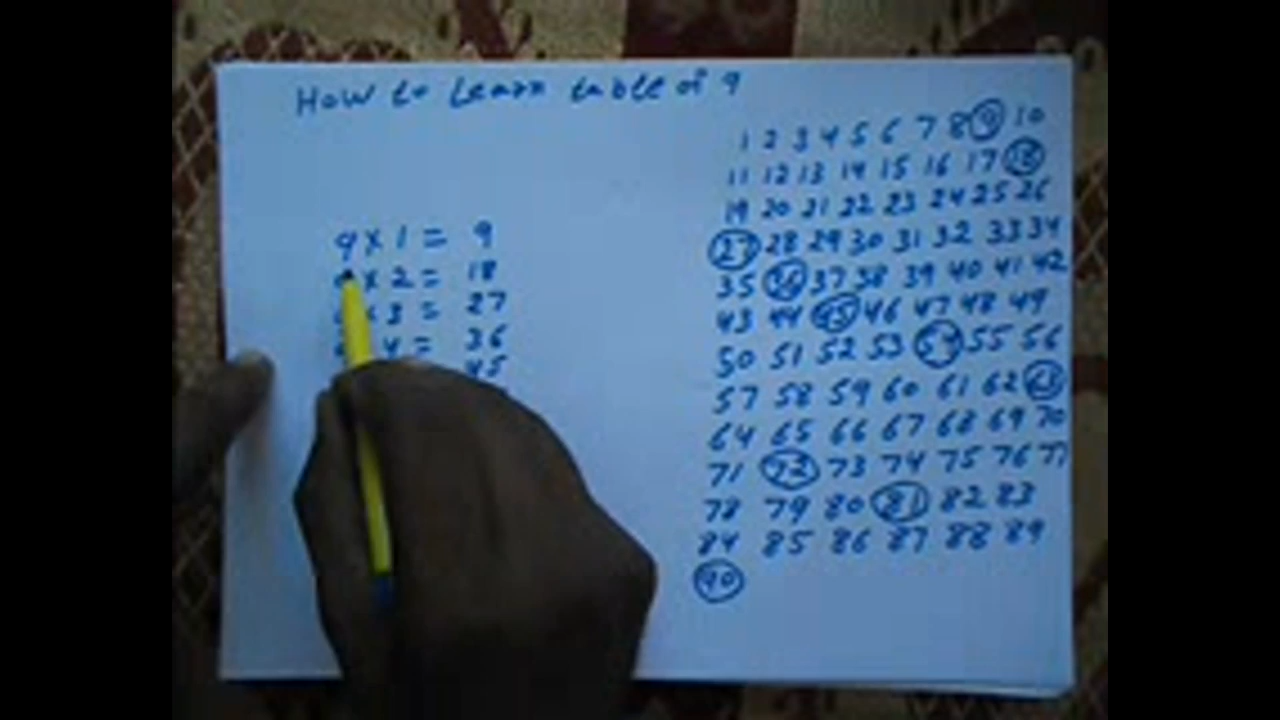 How to Learn table of 9
9 x 1 = 9
x 2 = 18
x 3 = 27
4 = 36
45
1 2 3 4 5 6 7 8 9 10
11 12 13 14 15 16 17 18
19 20 21 22 23 24 25 26
27 28 29 30 31 32 33 34
35 36 37 38 39 40 41 42
43 44 45 46 47 48 49
50 51 52 53 54 55 56
57 58 59 60 61 62 63
64 65 66 67 68 69 70
71 72 73 74 75 76 77
78 79 80 81 82 83
84 85 86 87 88 89
90